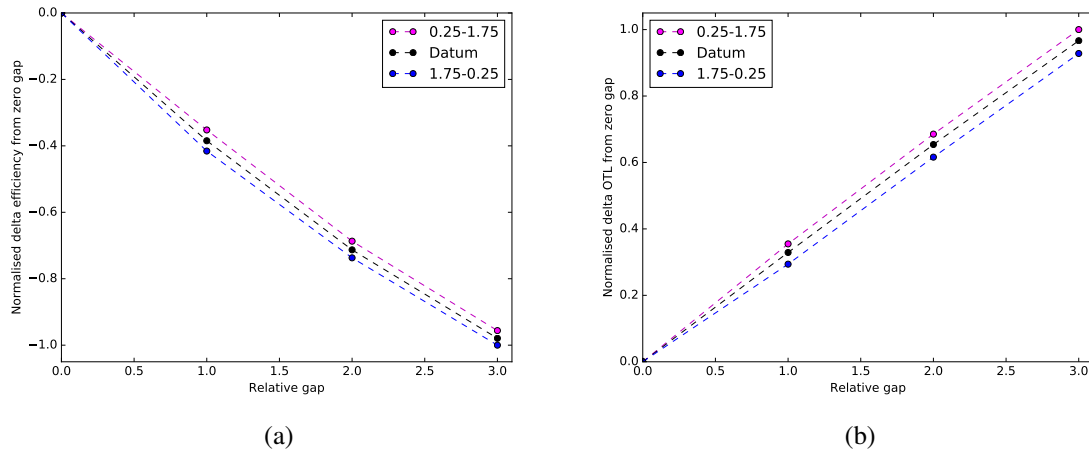 0.0
−0.2
−0.4
−0.6
−0.8
−1.0
Normalised delta efficiency from zero gap
0.25-1.75
Datum
1.75-0.25
0.0 0.5 1.0 1.5 2.0 2.5 3.0
Relative gap
(a)
1.0
0.8
0.6
0.4
0.2
0.0
Normalised delta OTL from zero gap
0.25-1.75
Datum
1.75-0.25
0.0 0.5 1.0 1.5 2.0 2.5 3.0
Relative gap
(b)